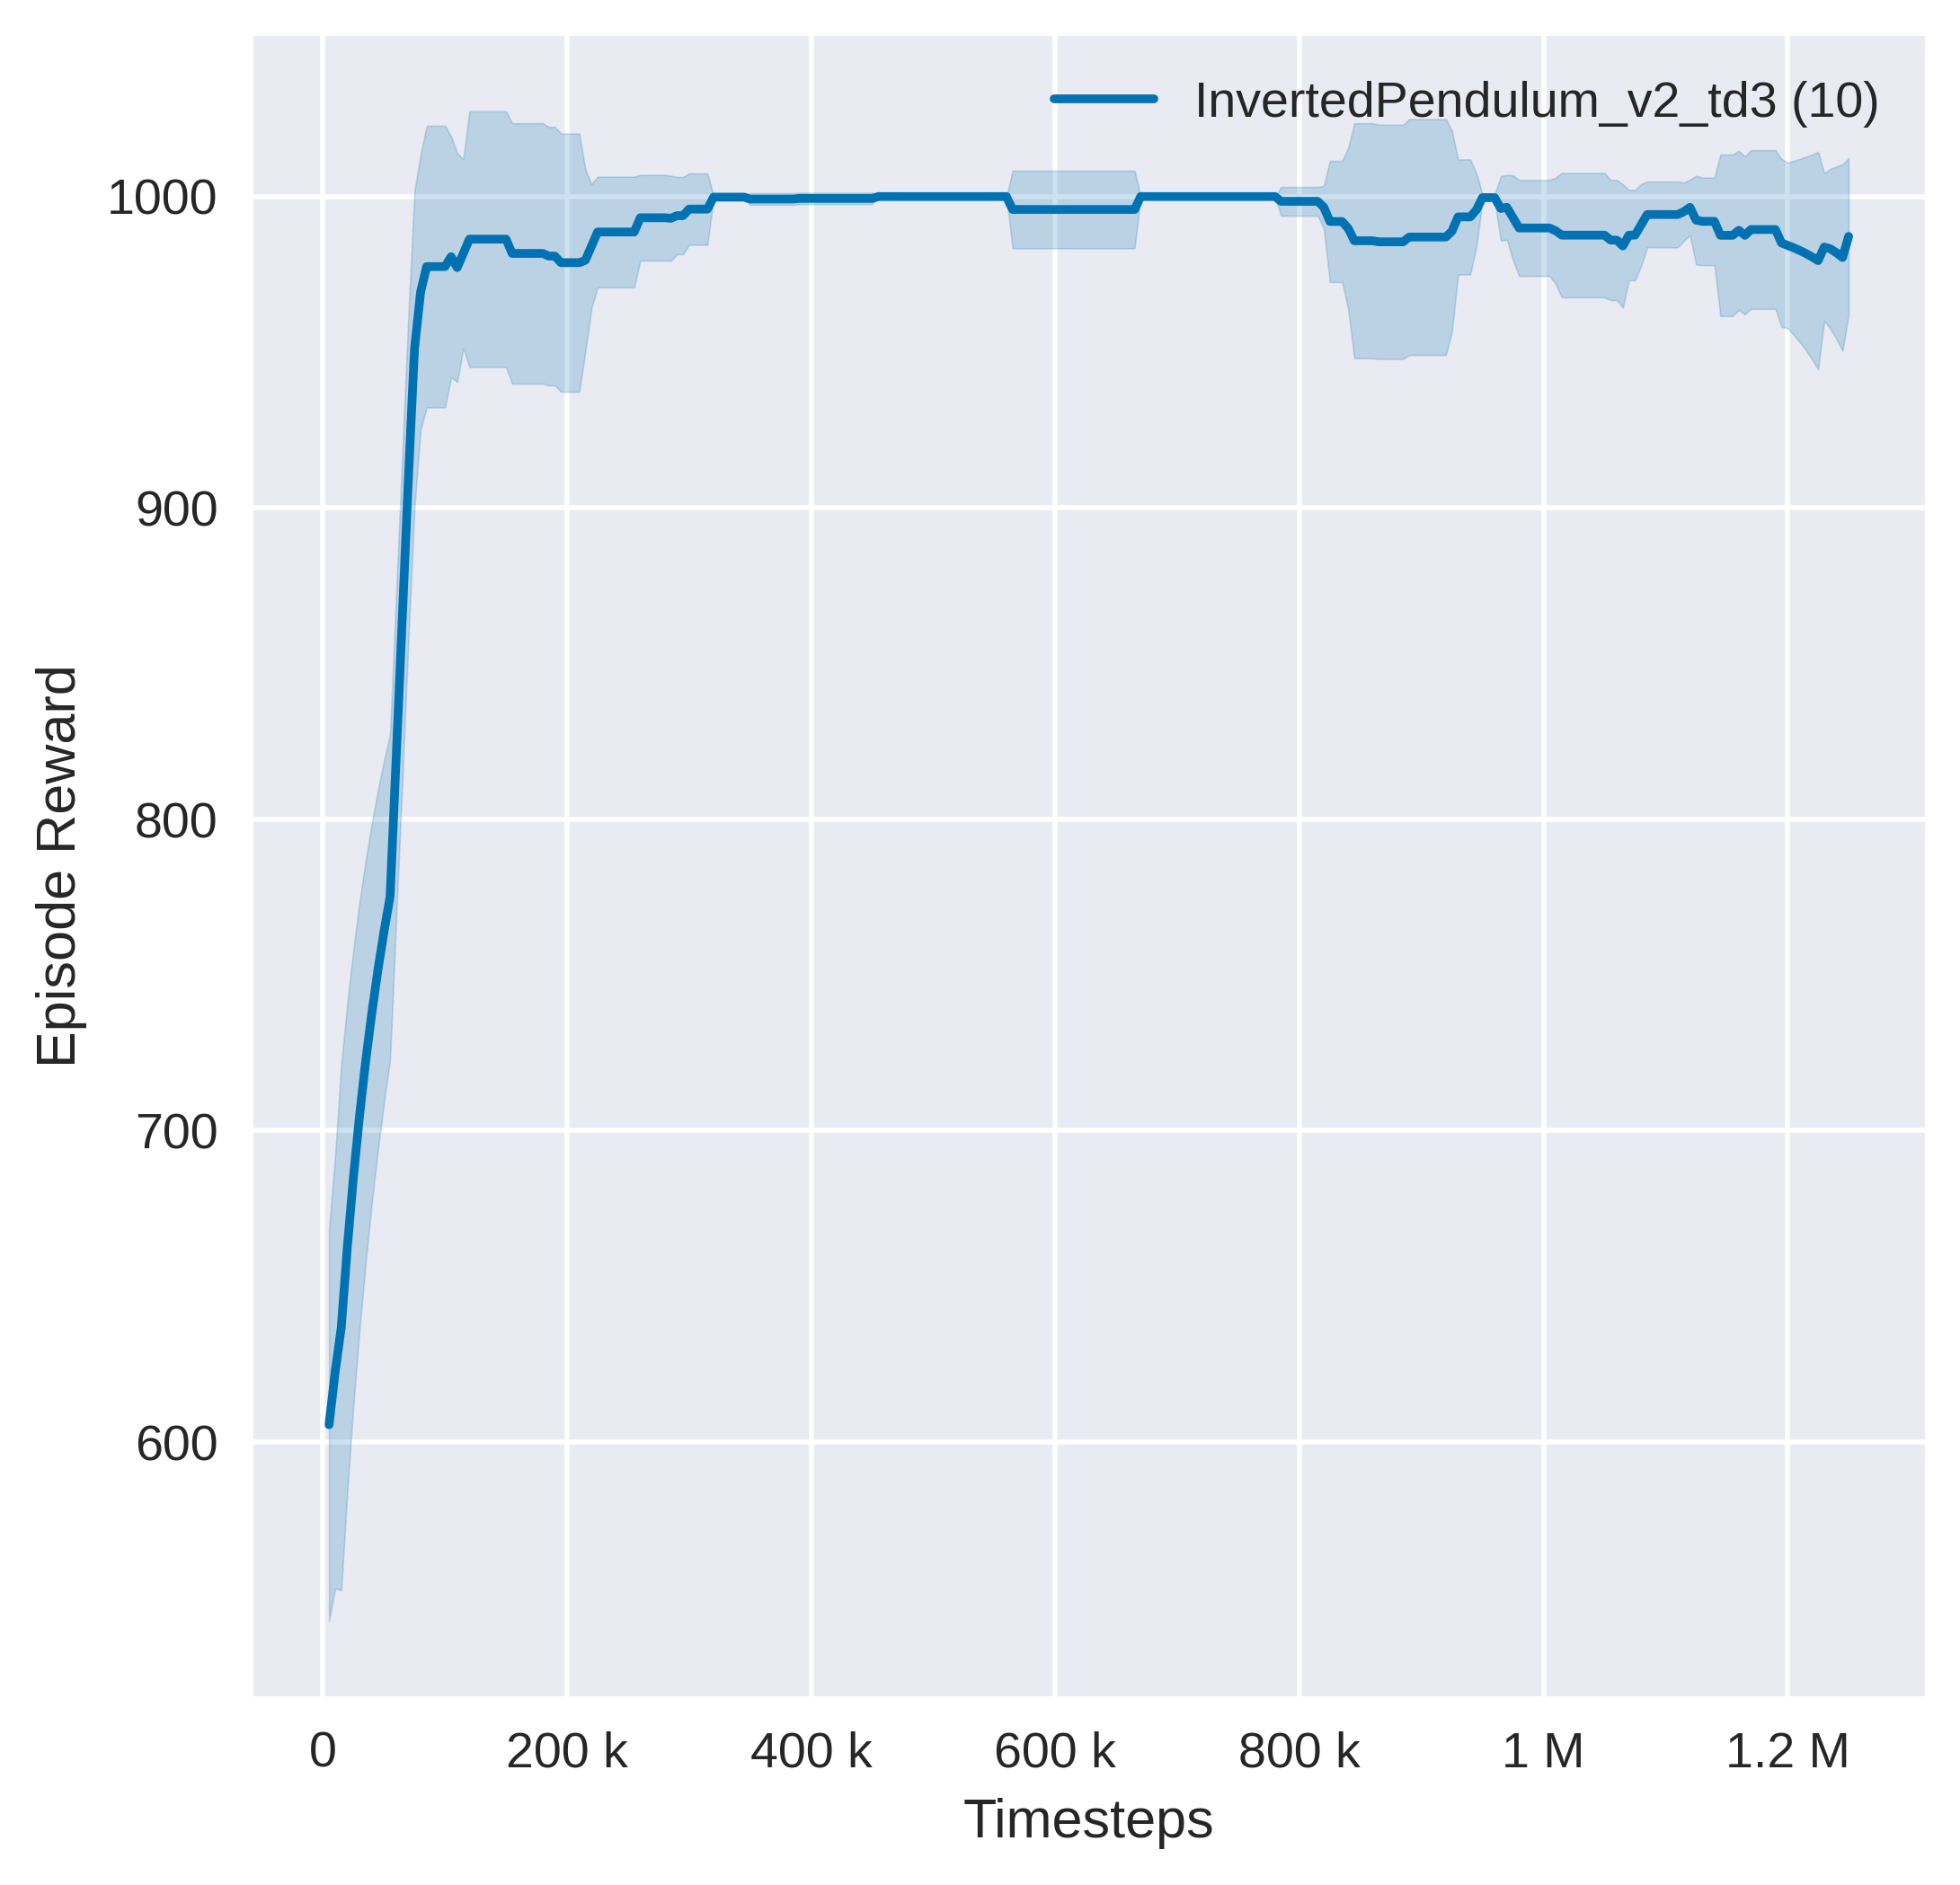 InvertedPendulum_v2_td3 (10)
1000
900
800
700
600
Episode Reward
0 200 k 400 k 600 k 800 k 1 M 1.2 M
Timesteps